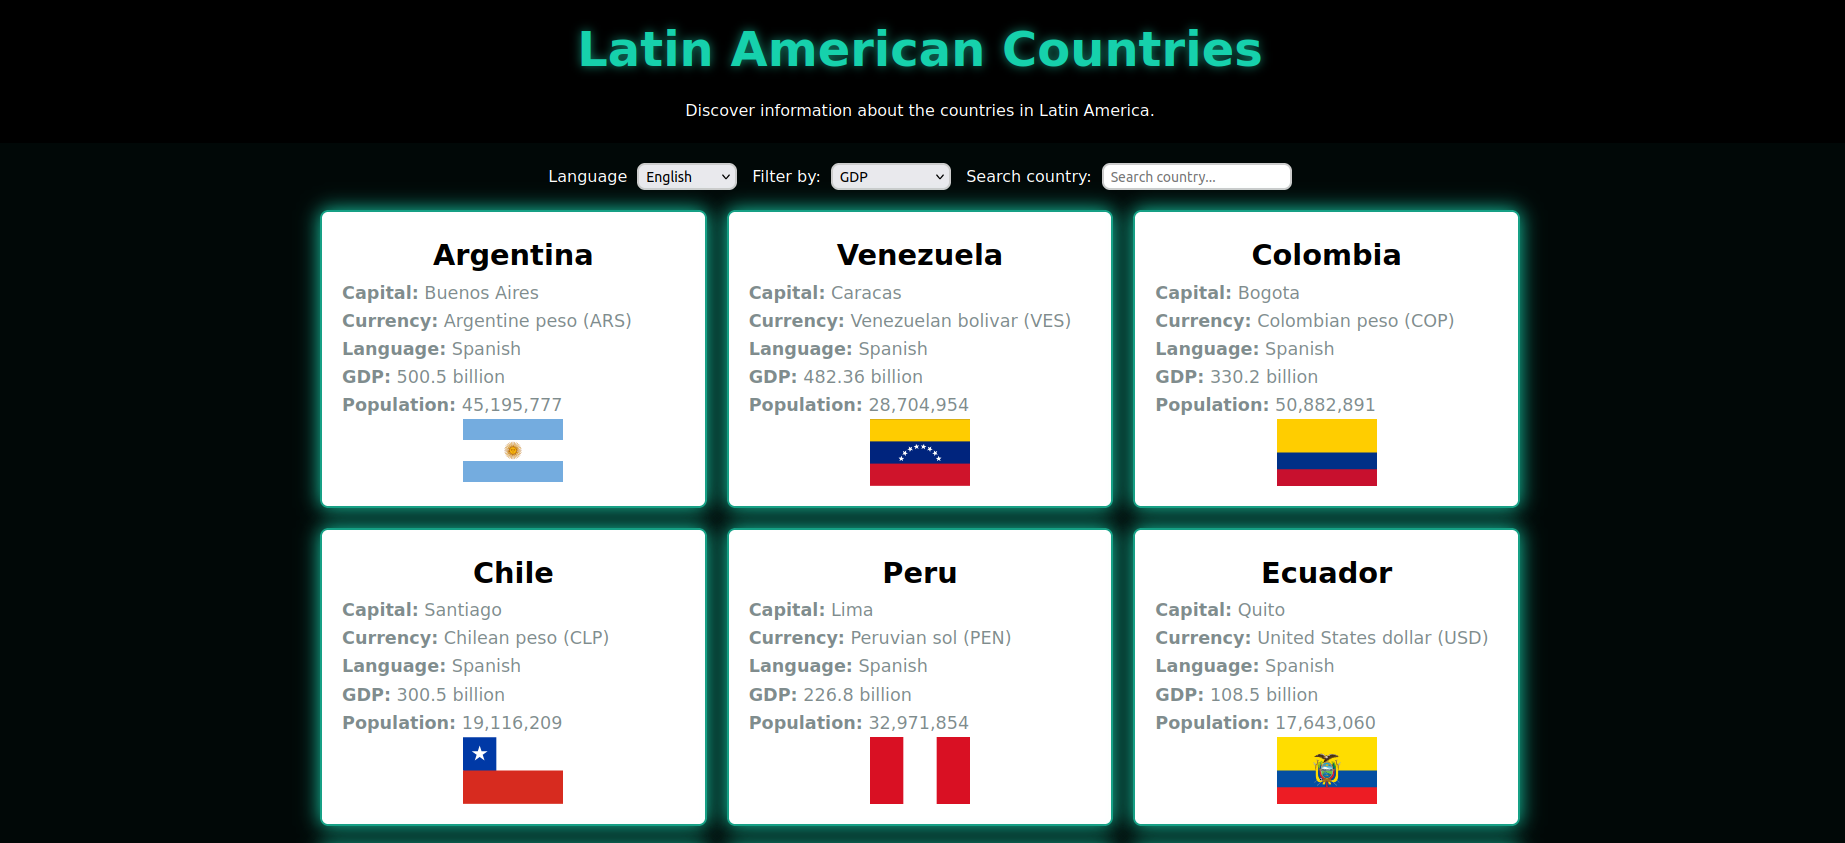 Latin American Countries
Discover information about the countries in Latin America.
Language English Filter by: GDP Search country: Search country...
Argentina
Capital: Buenos Aires
Currency: Argentine peso (ARS)
Language: Spanish
GDP: 500.5 billion
Population: 45,195,777
Venezuela
Capital: Caracas
Currency: Venezuelan bolivar (VES)
Language: Spanish
GDP: 482.36 billion
Population: 28,704,954
Colombia
Capital: Bogota
Currency: Colombian peso (COP)
Language: Spanish
GDP: 330.2 billion
Population: 50,882,891
Chile
Capital: Santiago
Currency: Chilean peso (CLP)
Language: Spanish
GDP: 300.5 billion
Population: 19,116,209
Peru
Capital: Lima
Currency: Peruvian sol (PEN)
Language: Spanish
GDP: 226.8 billion
Population: 32,971,854
Ecuador
Capital: Quito
Currency: United States dollar (USD)
Language: Spanish
GDP: 108.5 billion
Population: 17,643,060